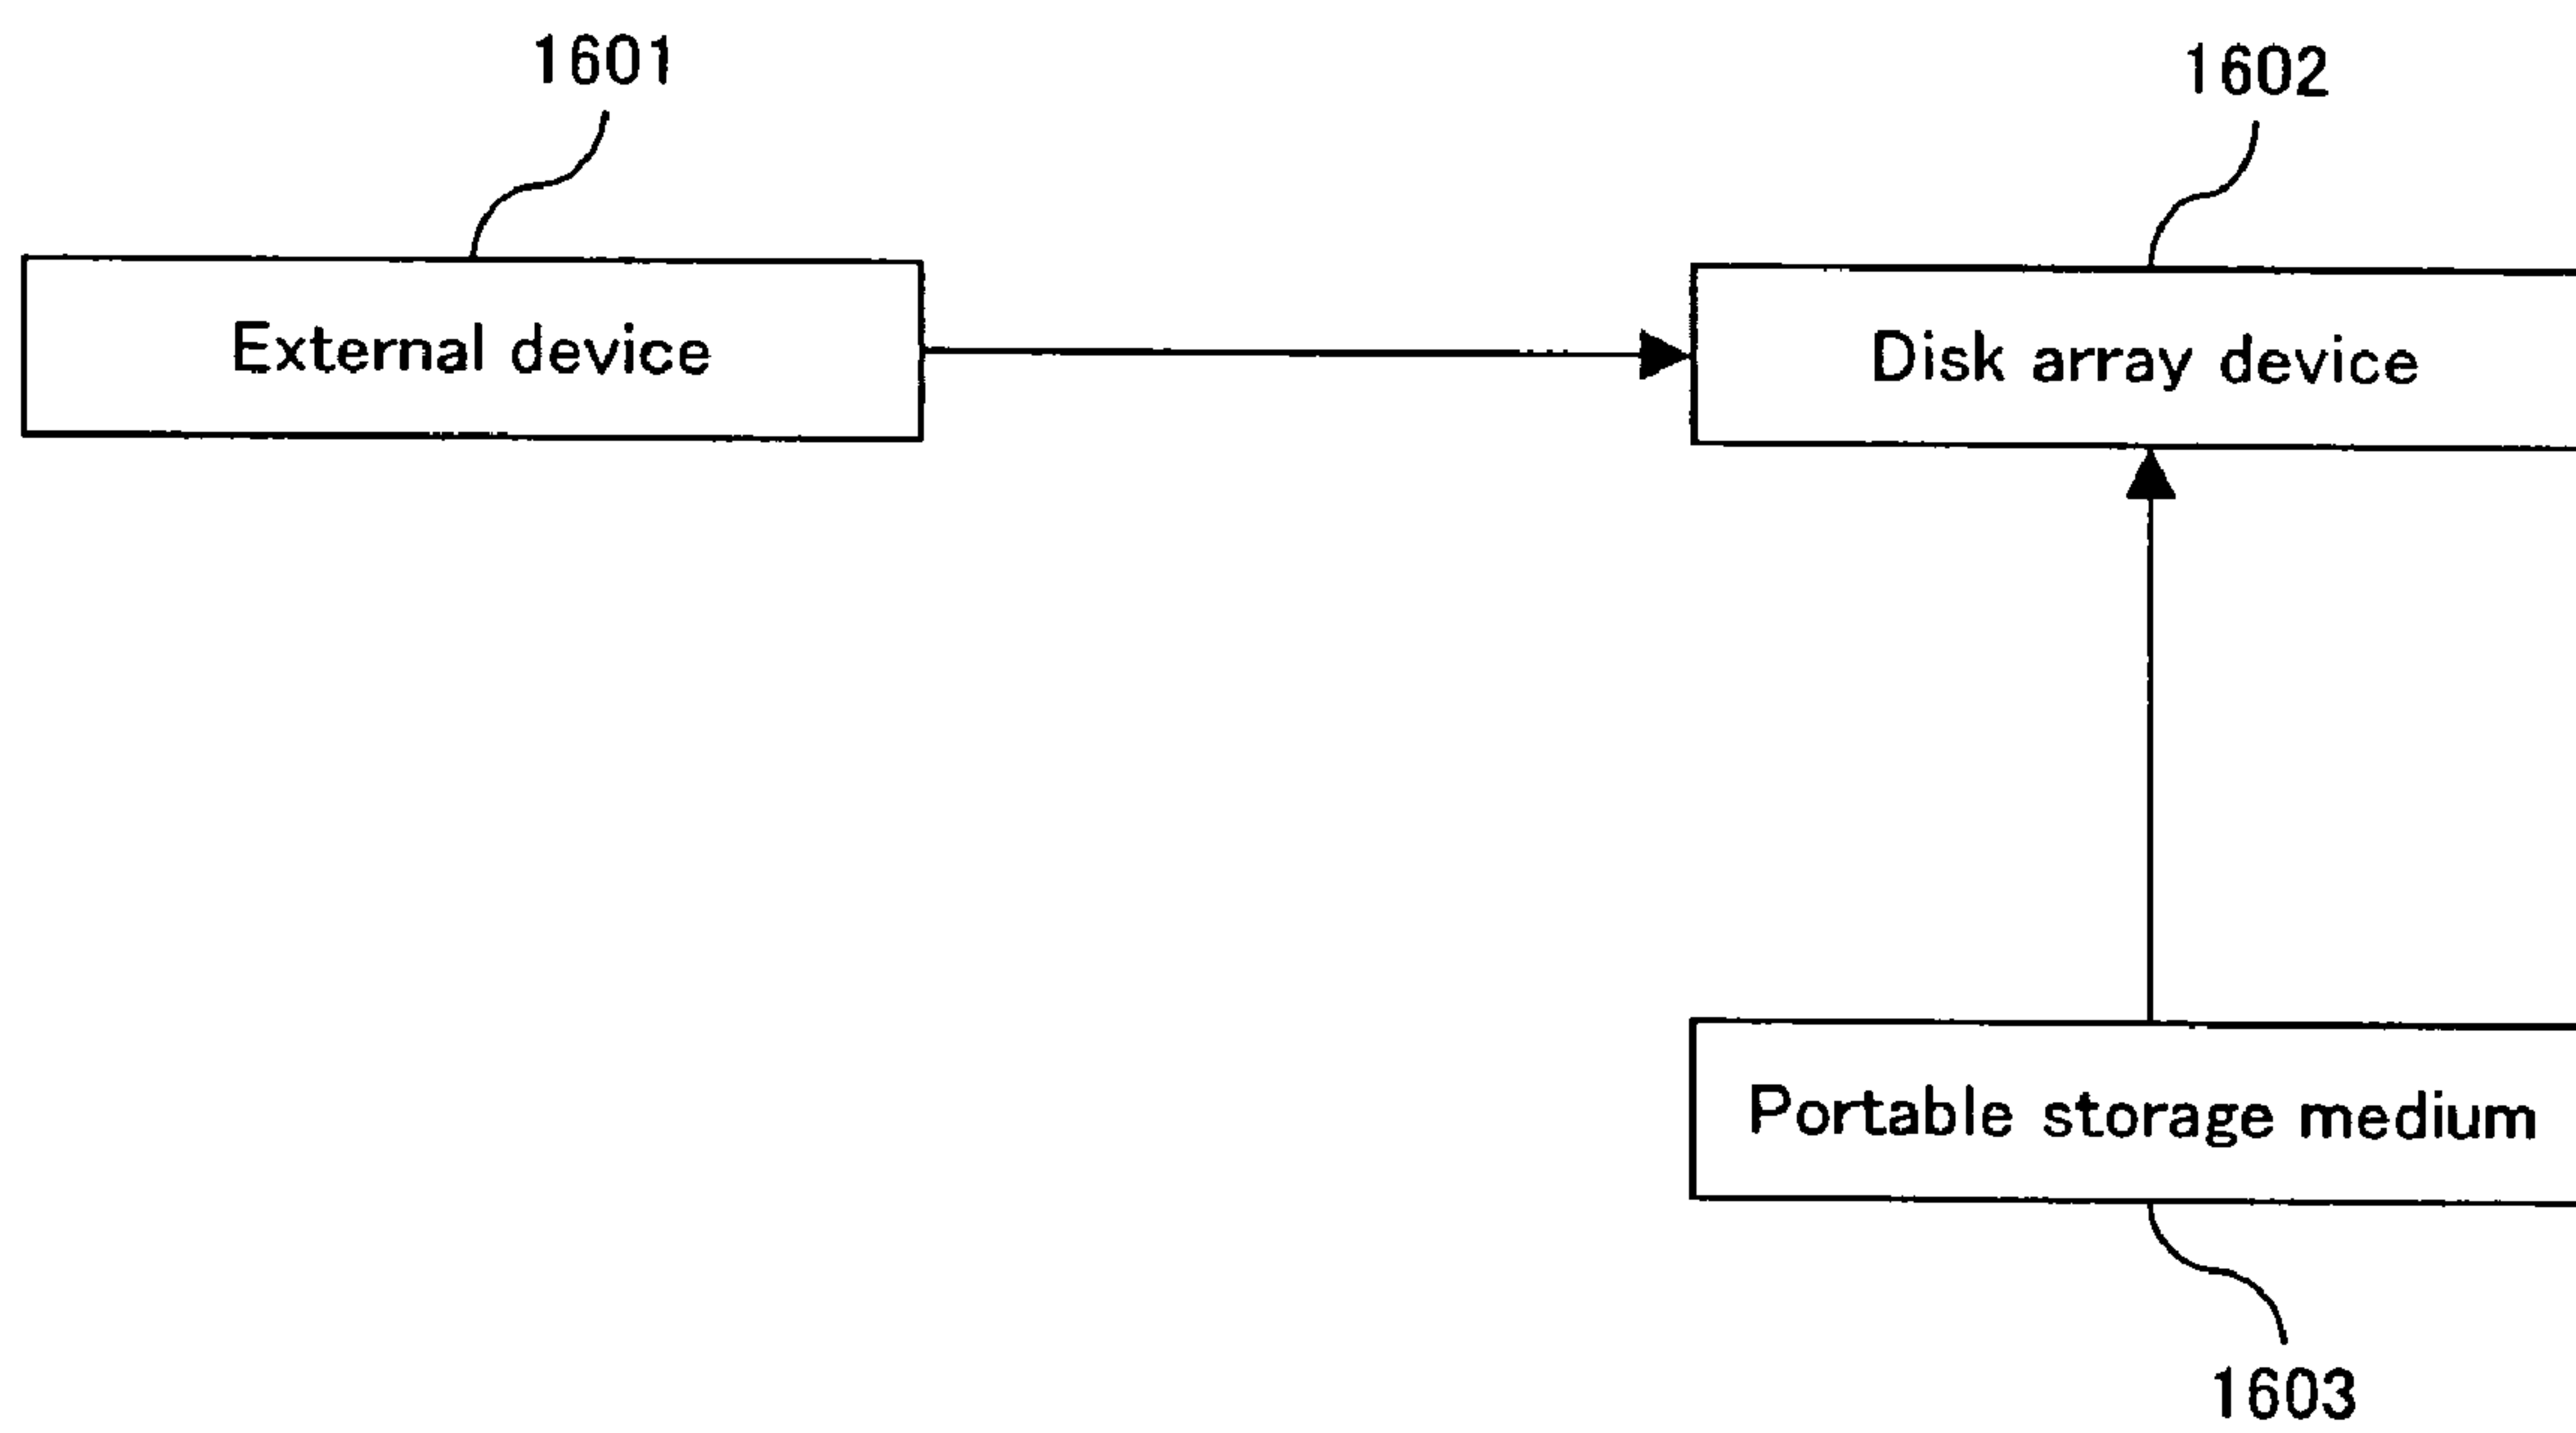 1601
1602
External device
Disk array device
Portable storage medium
1603